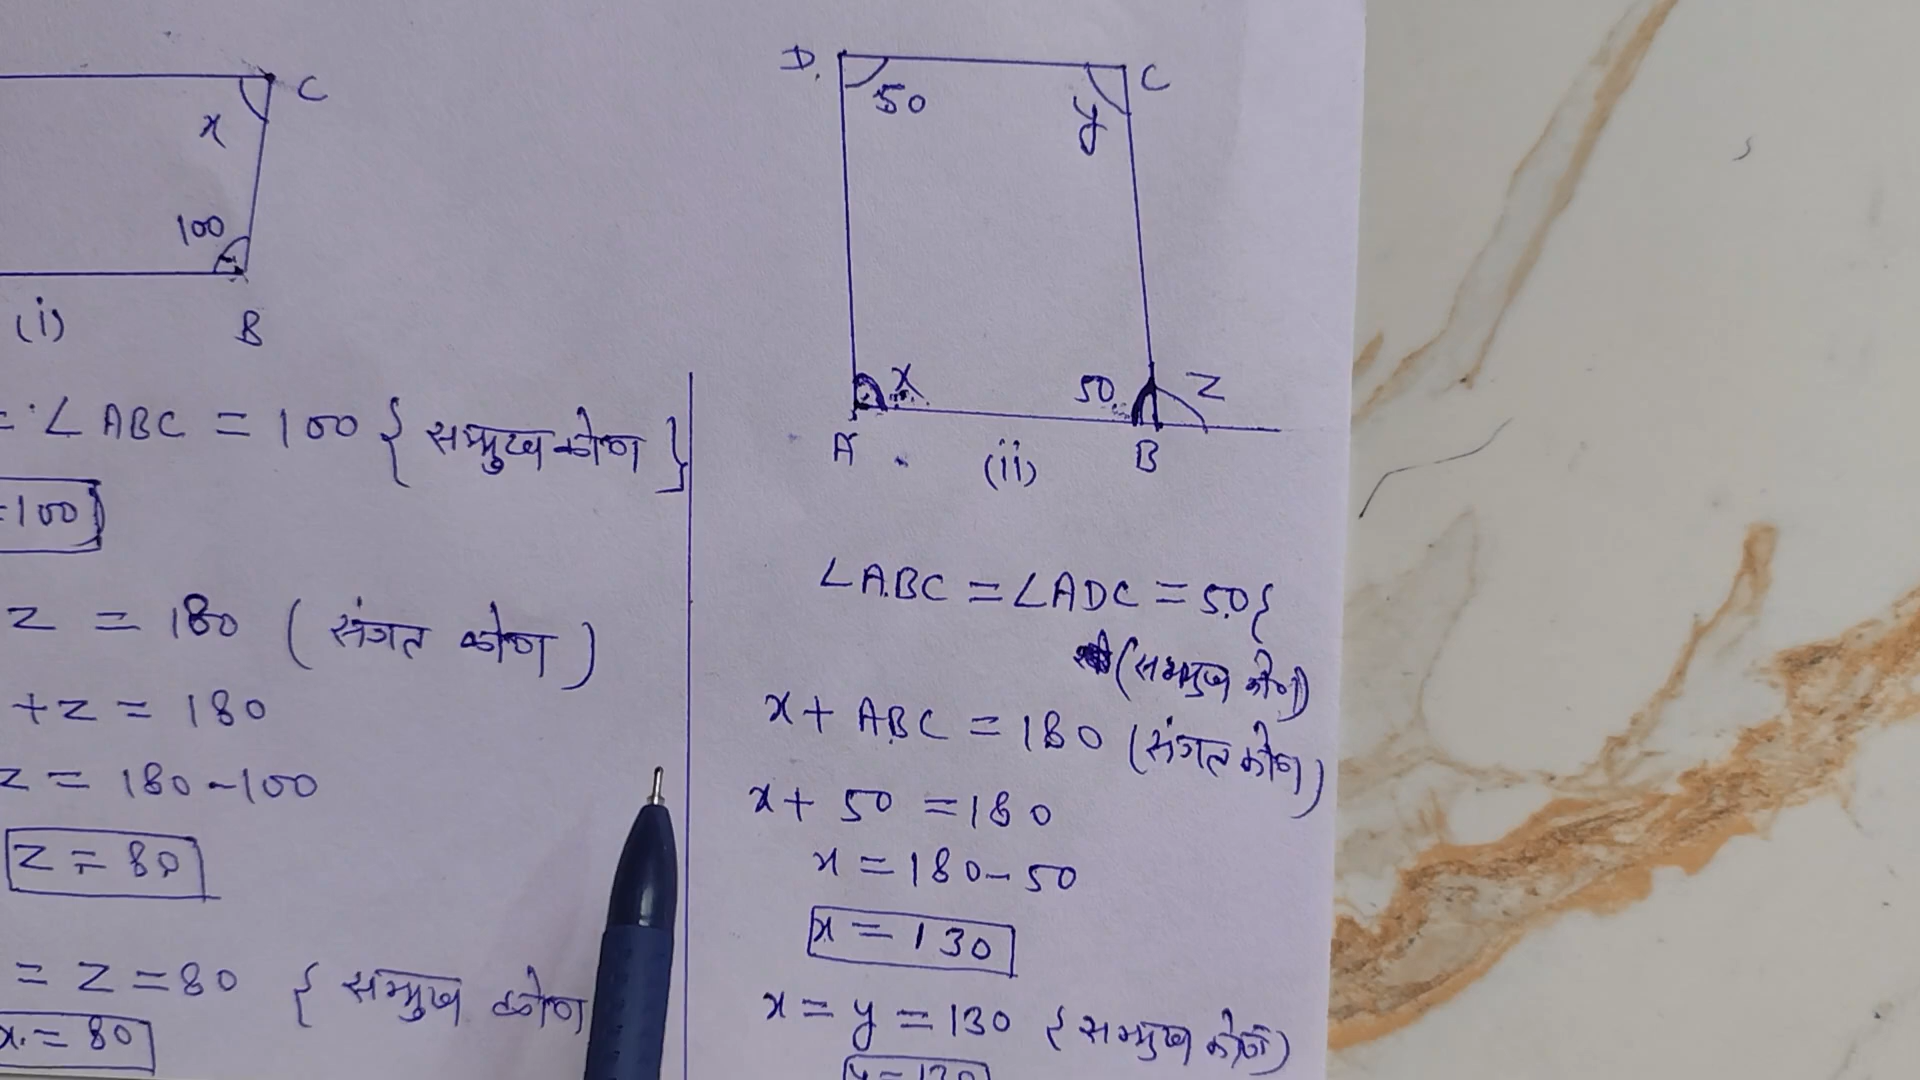 C
x
100
(i) B
= ∠ABC = 100 { सम्मुख कोण }
=100
z = 180 ( संगत कोण )
+z = 180
z = 180-100
z = 80
= z = 80 { सम्मुख कोण
x = 80
D C
50 y
x 50 z
A (ii) B
∠ABC = ∠ADC = 50 {
(सम्मुख कोण)
x + ABC = 180 (संगत कोण)
x + 50 = 180
x = 180-50
x = 130
x = y = 130 { सम्मुख कोण)
y = 130